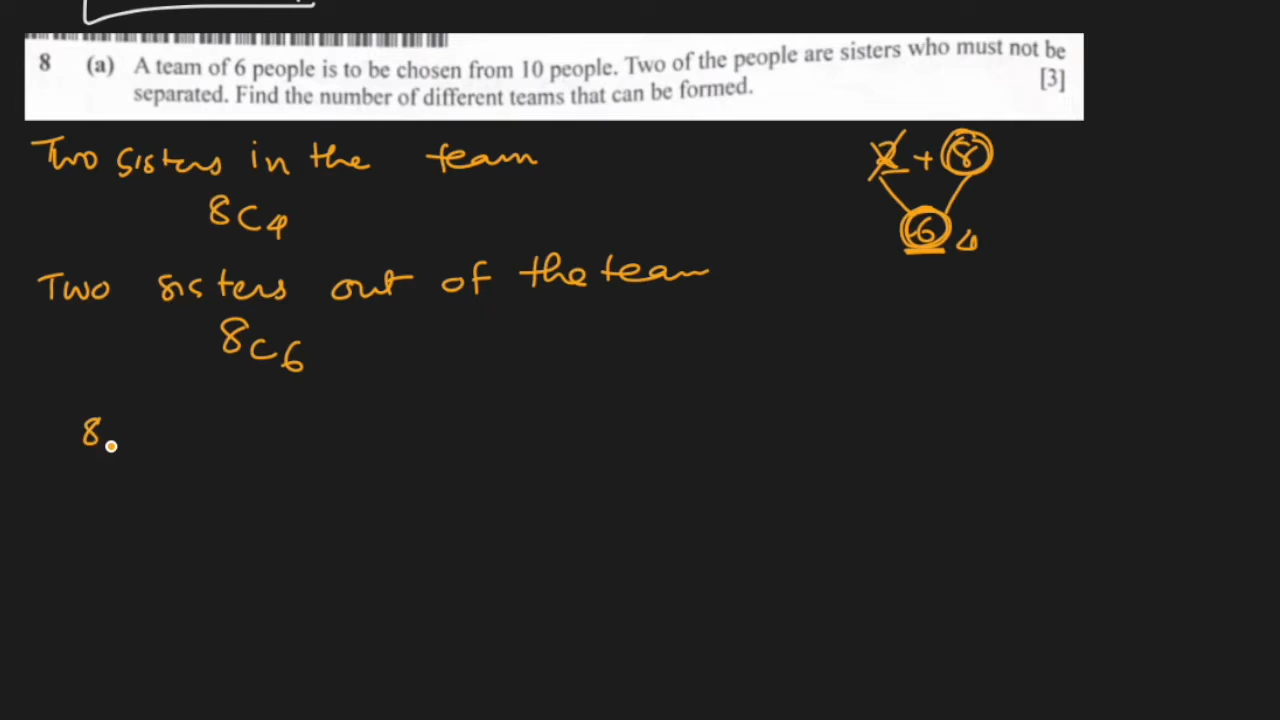 8 (a) A team of 6 people is to be chosen from 10 people. Two of the people are sisters who must not be
separated. Find the number of different teams that can be formed. [3]
Two sisters in the team
2 + 8
8C4
6 4
Two sisters out of the team
8C6
8